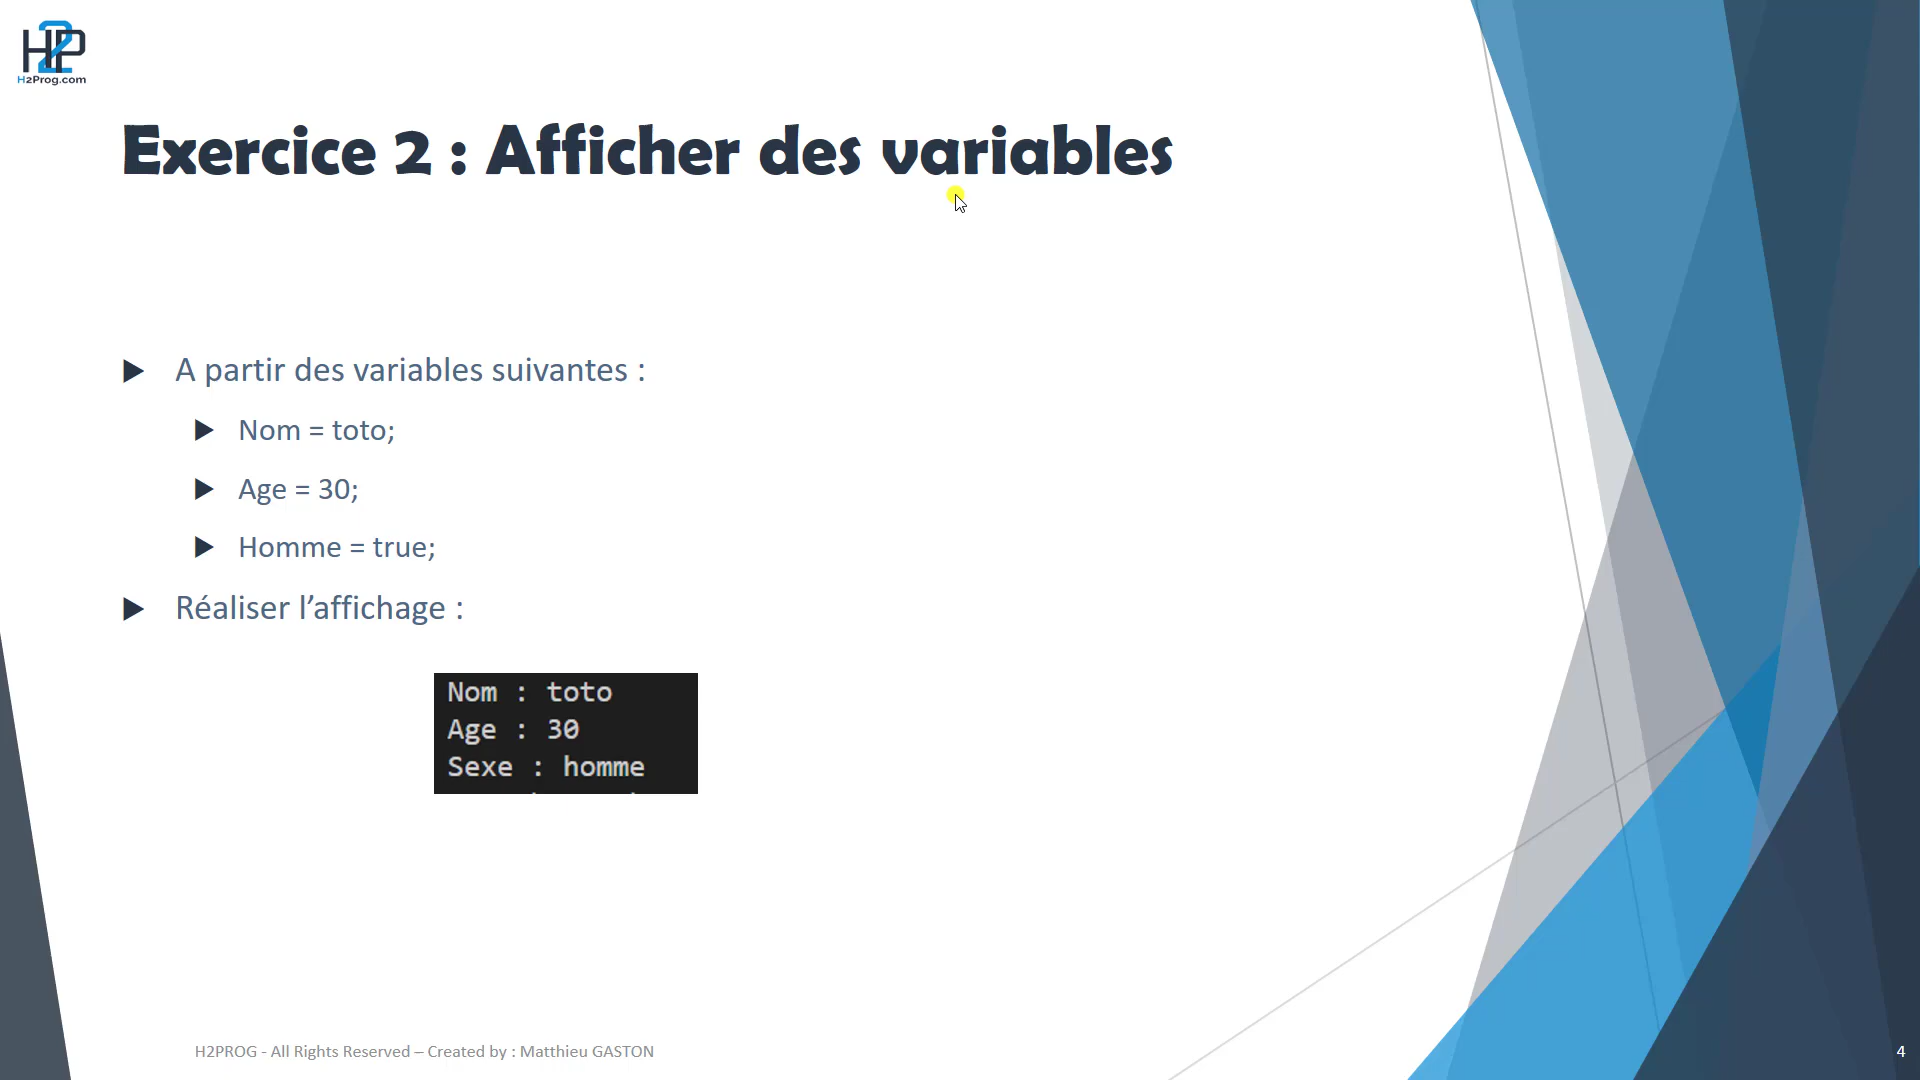 H2P
H2Prog.com
Exercice 2 : Afficher des variables
A partir des variables suivantes :
Nom = toto;
Age = 30;
Homme = true;
Réaliser l’affichage :
Nom : toto
Age : 30
Sexe : homme
H2PROG - All Rights Reserved – Created by : Matthieu GASTON
4